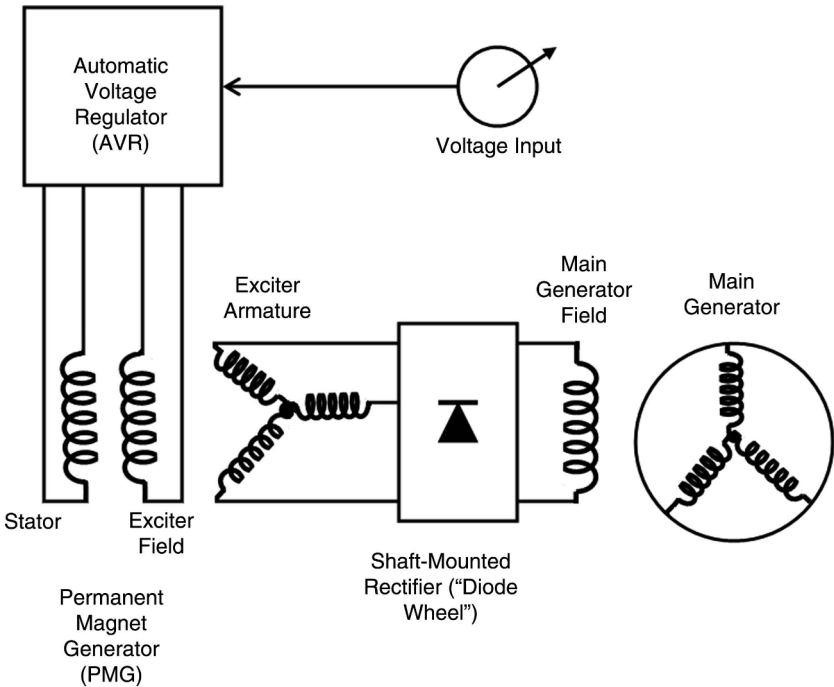 Automatic
Voltage
Regulator
(AVR)
Voltage Input
Exciter
Armature
Main
Generator
Field
Main
Generator
Stator
Exciter
Field
Shaft-Mounted
Rectifier (“Diode
Wheel”)
Permanent
Magnet
Generator
(PMG)